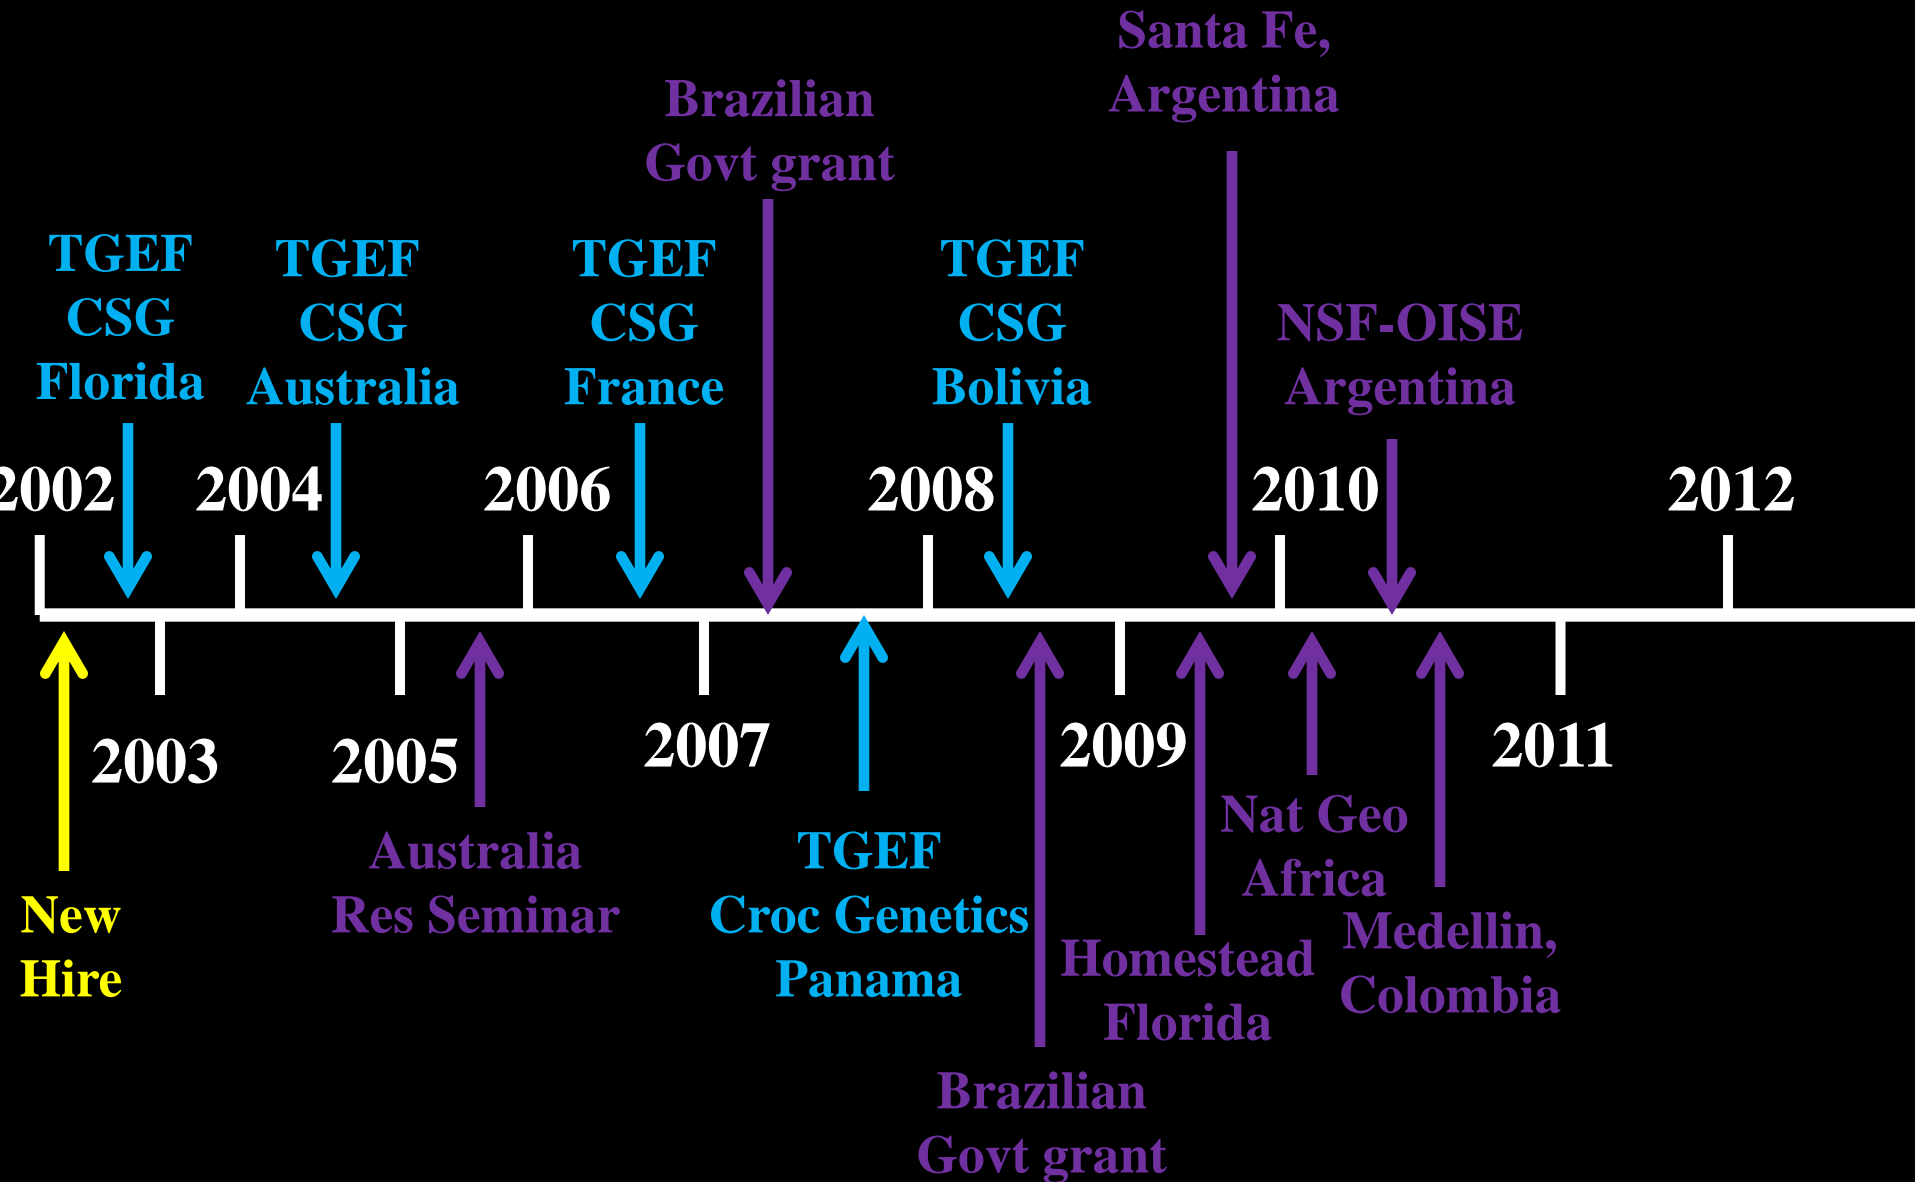 Santa Fe,
Argentina
Brazilian
Govt grant
TGEF
CSG
Florida
TGEF
CSG
Australia
TGEF
CSG
France
TGEF
CSG
Bolivia
NSF-OISE
Argentina
2002
2004
2006
2008
2010
2012
2003
2005
2007
2009
2011
New
Hire
Australia
Res Seminar
TGEF
Croc Genetics
Panama
Brazilian
Govt grant
Homestead
Florida
Nat Geo
Africa
Medellin,
Colombia